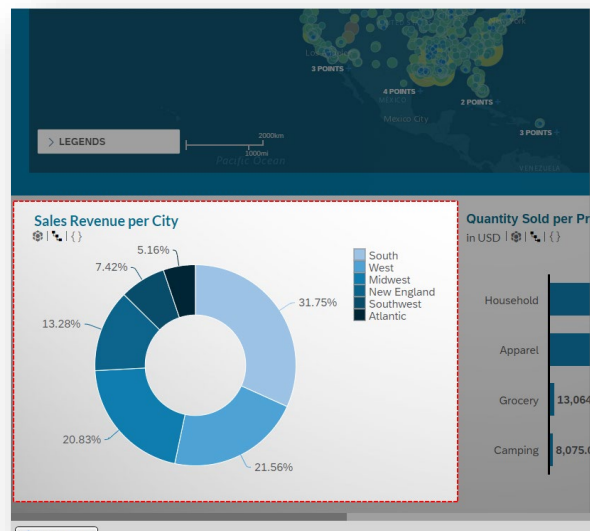 3 POINTS
4 POINTS
MEXICO
2 POINTS
Mexico City
3 POINTS
> LEGENDS
2000km
1000mi
Pacific Ocean
VENEZUELA
Sales Revenue per City
5.16%
7.42%
13.28%
31.75%
20.83%
21.56%
South
West
Midwest
New England
Southwest
Atlantic
Quantity Sold per Pr
in USD
Household
Apparel
Grocery
13,064
Camping
8,075.0